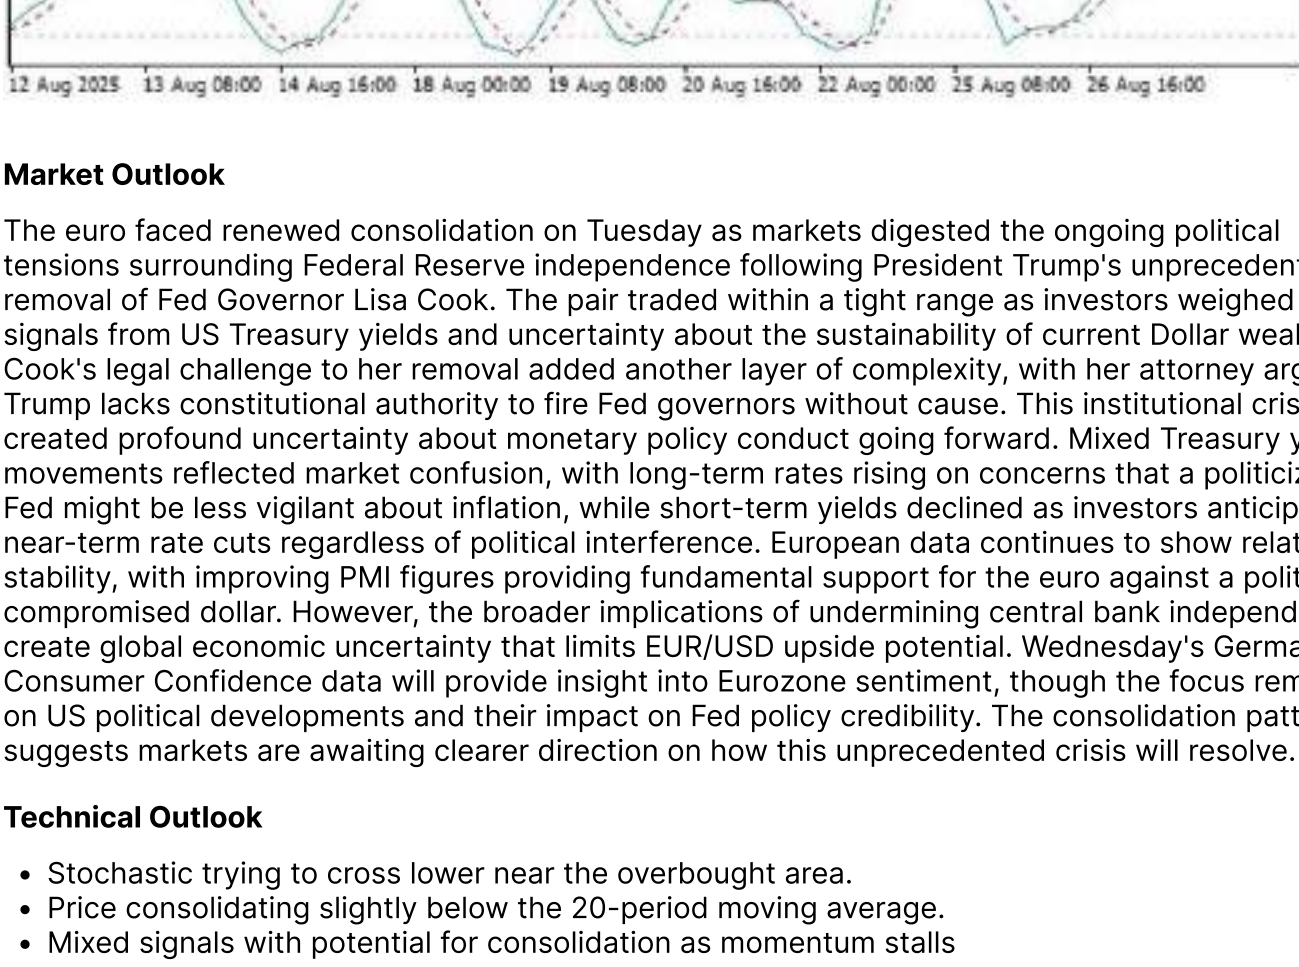 12 Aug 2025 13 Aug 08:00 14 Aug 16:00 18 Aug 00:00 19 Aug 08:00 20 Aug 16:00 22 Aug 00:00 25 Aug 08:00 26 Aug 16:00
Market Outlook
The euro faced renewed consolidation on Tuesday as markets digested the ongoing political
tensions surrounding Federal Reserve independence following President Trump's unpreceden
removal of Fed Governor Lisa Cook. The pair traded within a tight range as investors weighed
signals from US Treasury yields and uncertainty about the sustainability of current Dollar weak
Cook's legal challenge to her removal added another layer of complexity, with her attorney arg
Trump lacks constitutional authority to fire Fed governors without cause. This institutional cris
created profound uncertainty about monetary policy conduct going forward. Mixed Treasury y
movements reflected market confusion, with long-term rates rising on concerns that a politiciz
Fed might be less vigilant about inflation, while short-term yields declined as investors anticip
near-term rate cuts regardless of political interference. European data continues to show relat
stability, with improving PMI figures providing fundamental support for the euro against a polit
compromised dollar. However, the broader implications of undermining central bank independ
create global economic uncertainty that limits EUR/USD upside potential. Wednesday's Germa
Consumer Confidence data will provide insight into Eurozone sentiment, though the focus rem
on US political developments and their impact on Fed policy credibility. The consolidation patt
suggests markets are awaiting clearer direction on how this unprecedented crisis will resolve.
Technical Outlook
• Stochastic trying to cross lower near the overbought area.
• Price consolidating slightly below the 20-period moving average.
• Mixed signals with potential for consolidation as momentum stalls